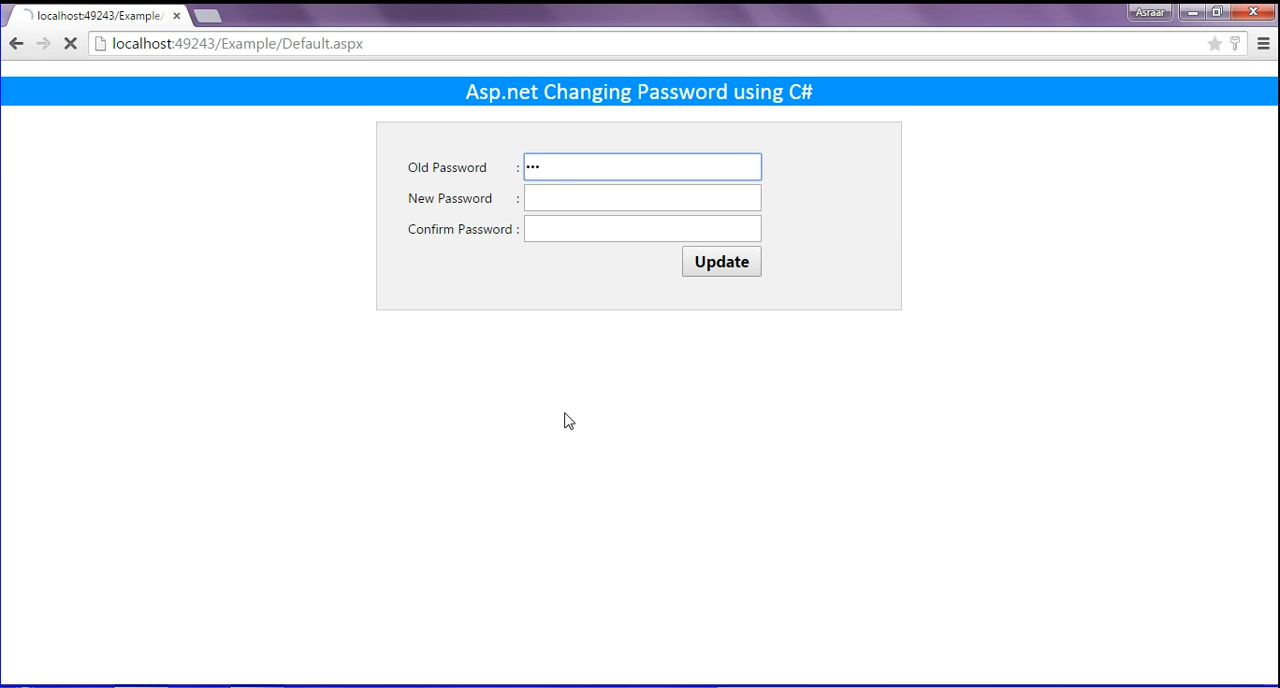 localhost:49243/Example/
Asraar
localhost:49243/Example/Default.aspx
Asp.net Changing Password using C#
Old Password : •••
New Password :
Confirm Password :
Update